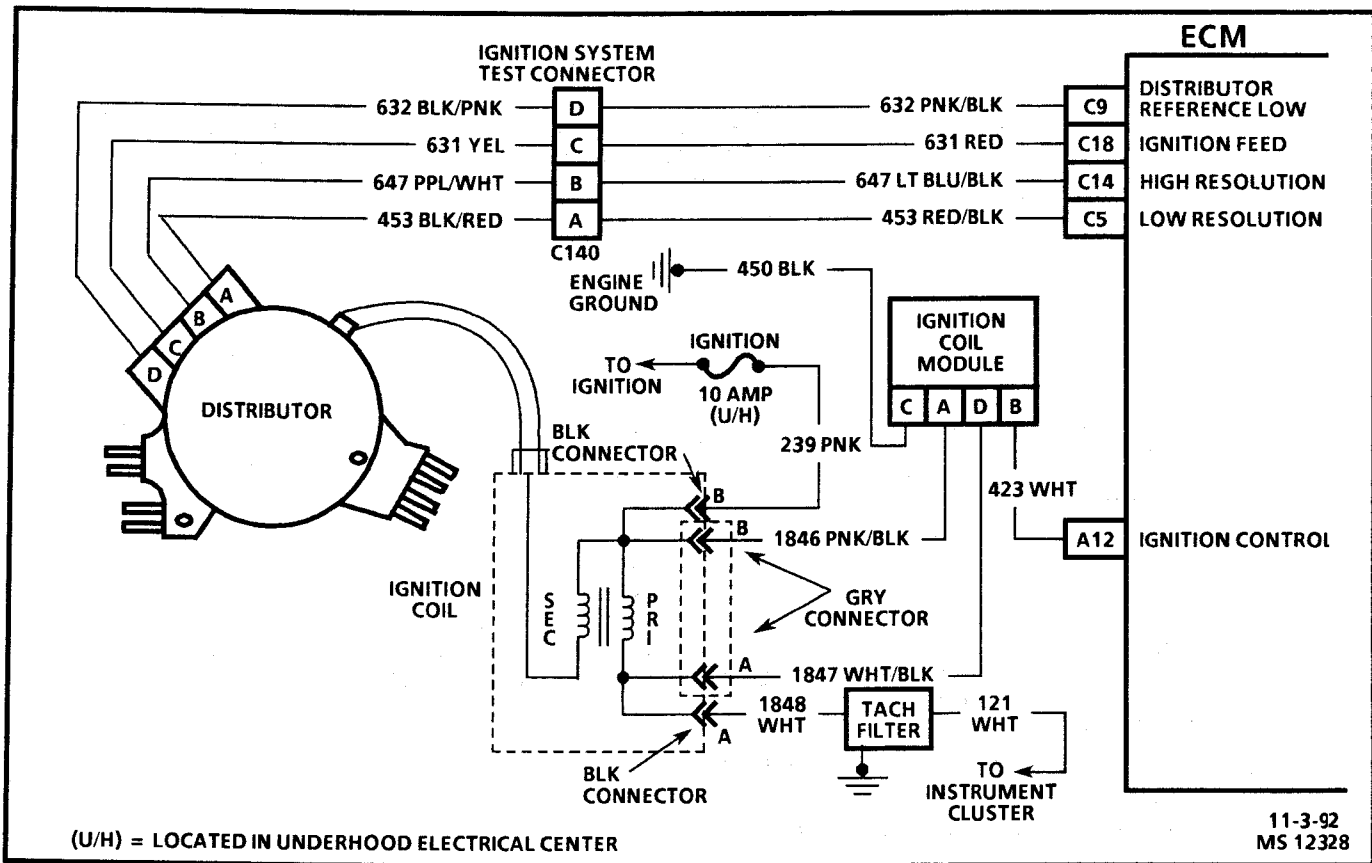 ECM
IGNITION SYSTEM
TEST CONNECTOR
632 BLK/PNK
D
632 PNK/BLK
C9
DISTRIBUTOR
REFERENCE LOW
631 YEL
C
631 RED
C18
IGNITION FEED
647 PPL/WHT
B
647 LT BLU/BLK
C14
HIGH RESOLUTION
453 BLK/RED
A
453 RED/BLK
C5
LOW RESOLUTION
C140
ENGINE
GROUND
450 BLK
A
B
C
D
DISTRIBUTOR
IGNITION
COIL
MODULE
C A D B
IGNITION
TO
IGNITION
10 AMP
(U/H)
239 PNK
BLK
CONNECTOR
B
423 WHT
B
1846 PNK/BLK
A12
IGNITION CONTROL
IGNITION
COIL
SEC
PRI
GRY
CONNECTOR
A
1847 WHT/BLK
1848
WHT
A
TACH
FILTER
121
WHT
BLK
CONNECTOR
TO
INSTRUMENT
CLUSTER
(U/H) = LOCATED IN UNDERHOOD ELECTRICAL CENTER
11-3-92
MS 12328